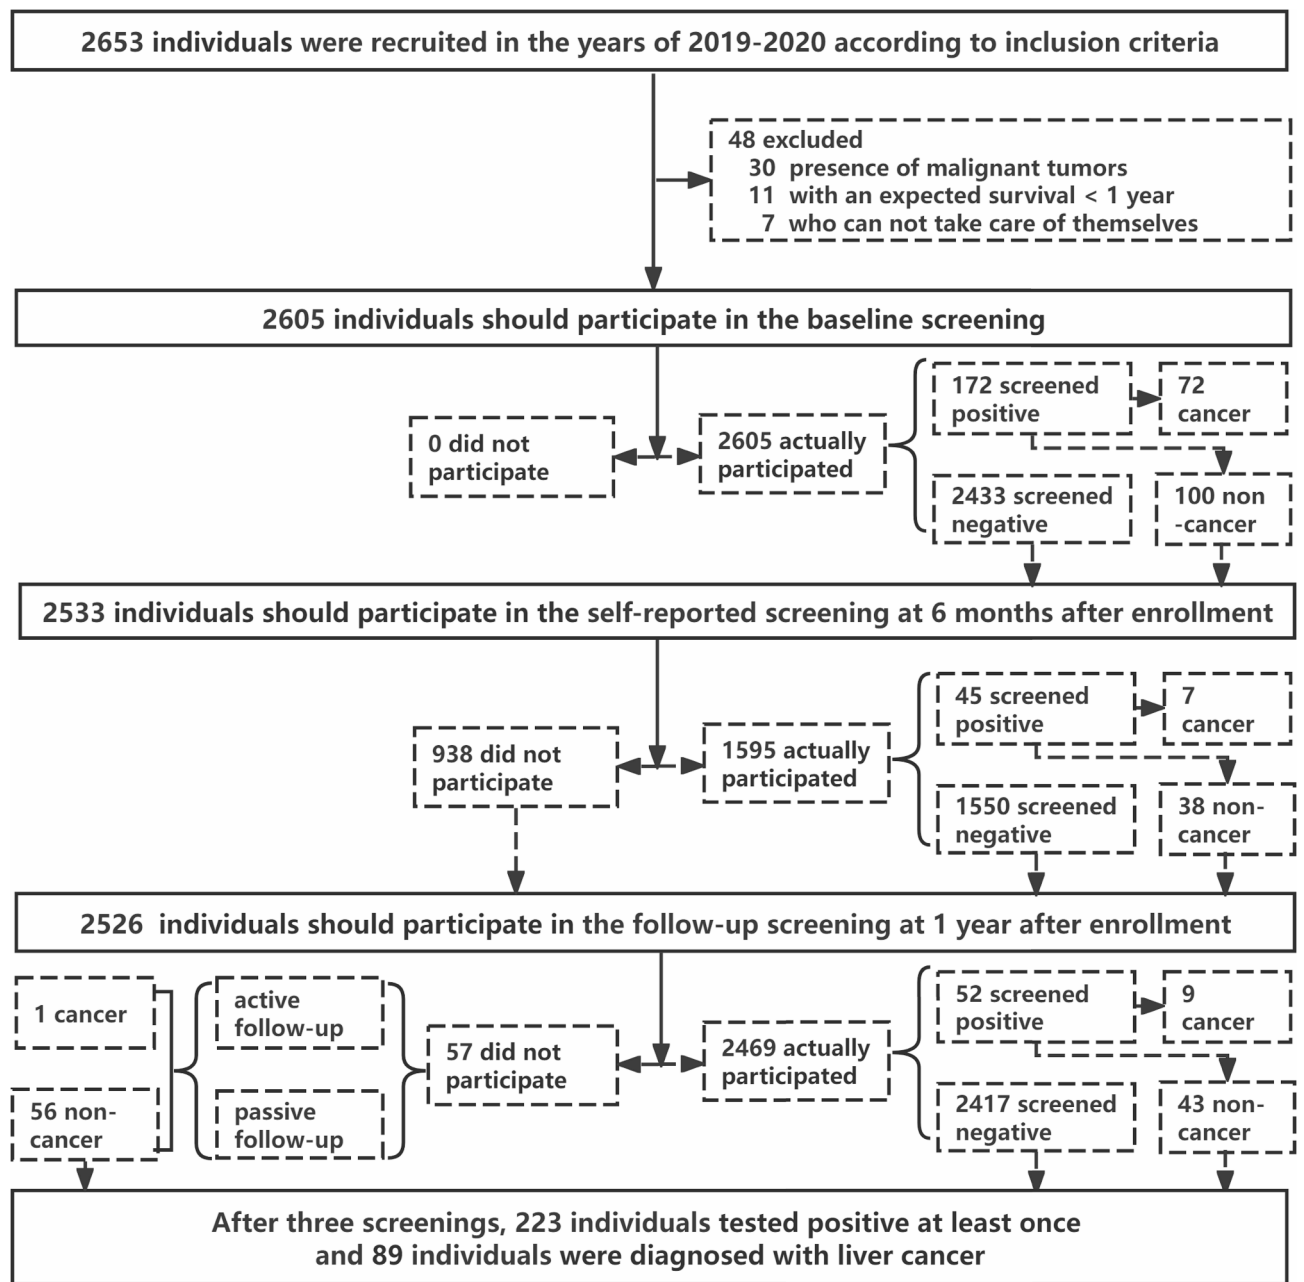 2653 individuals were recruited in the years of 2019-2020 according to inclusion criteria
48 excluded
30 presence of malignant tumors
11 with an expected survival < 1 year
7 who can not take care of themselves
2605 individuals should participate in the baseline screening
0 did not
participate
2605 actually
participated
172 screened
positive
72
cancer
2433 screened
negative
100 non
-cancer
2533 individuals should participate in the self-reported screening at 6 months after enrollment
938 did not
participate
1595 actually
participated
45 screened
positive
7
cancer
1550 screened
negative
38 non-
cancer
2526 individuals should participate in the follow-up screening at 1 year after enrollment
1 cancer
56 non-
cancer
active
follow-up
passive
follow-up
57 did not
participate
2469 actually
participated
52 screened
positive
9
cancer
2417 screened
negative
43 non-
cancer
After three screenings, 223 individuals tested positive at least once
and 89 individuals were diagnosed with liver cancer